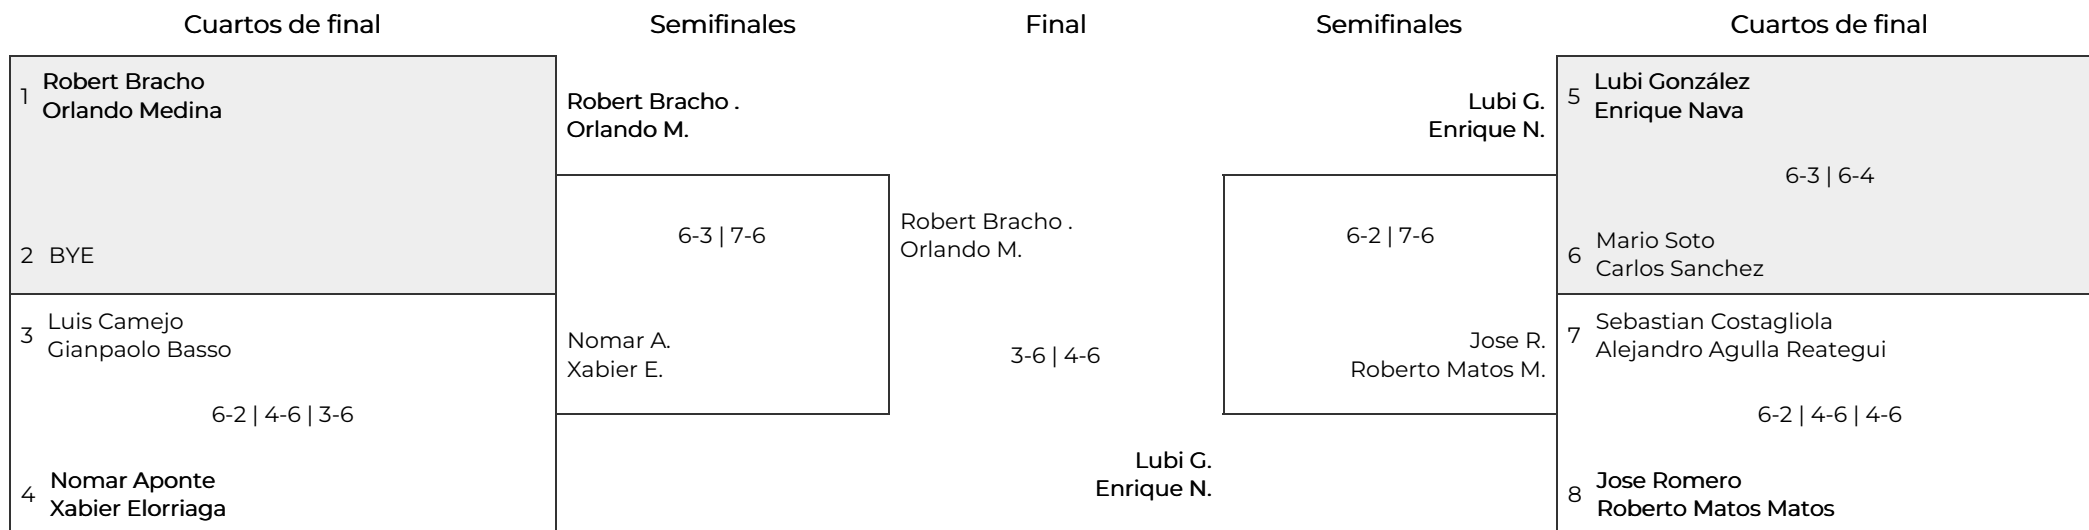 Cuartos de final
Semifinales
Final
Semifinales
Cuartos de final
1
Robert Bracho
Orlando Medina
2 BYE
3
Luis Camejo
Gianpaolo Basso
6-2 | 4-6 | 3-6
4
Nomar Aponte
Xabier Elorriaga
Robert Bracho .
Orlando M.
6-3 | 7-6
Nomar A.
Xabier E.
Robert Bracho .
Orlando M.
3-6 | 4-6
Lubi G.
Enrique N.
Lubi G.
Enrique N.
6-2 | 7-6
Jose R.
Roberto Matos M.
5
Lubi González
Enrique Nava
6-3 | 6-4
6
Mario Soto
Carlos Sanchez
7
Sebastian Costagliola
Alejandro Agulla Reategui
6-2 | 4-6 | 4-6
8
Jose Romero
Roberto Matos Matos